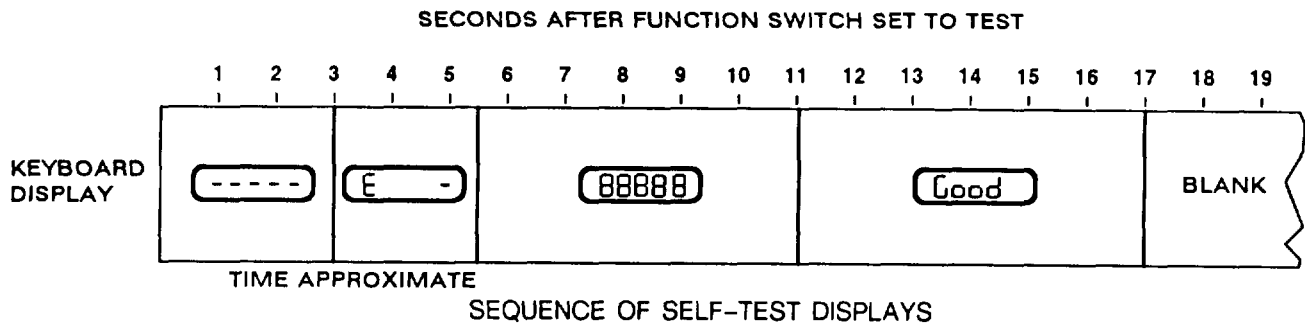 SECONDS AFTER FUNCTION SWITCH SET TO TEST
1 2 3 4 5 6 7 8 9 10 11 12 13 14 15 16 17 18 19
KEYBOARD
DISPLAY
- - - - -
E -
88888
Good
BLANK
TIME APPROXIMATE
SEQUENCE OF SELF-TEST DISPLAYS